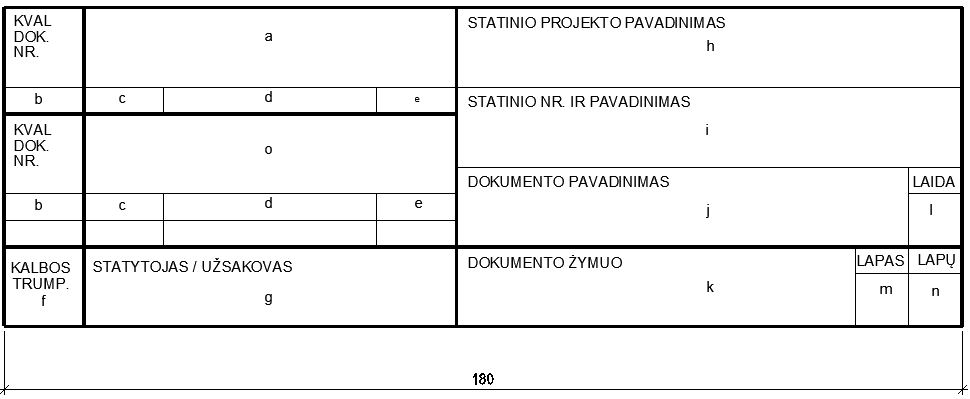 KVAL
DOK.
NR.
a
STATINIO PROJEKTO PAVADINIMAS
h
b
c
d
e
STATINIO NR. IR PAVADINIMAS
i
KVAL
DOK.
NR.
o
DOKUMENTO PAVADINIMAS
j
LAIDA
l
b
c
d
e
KALBOS
TRUMP.
f
STATYTOJAS / UŽSAKOVAS
g
DOKUMENTO ŽYMUO
k
LAPAS
m
LAPŲ
n
180